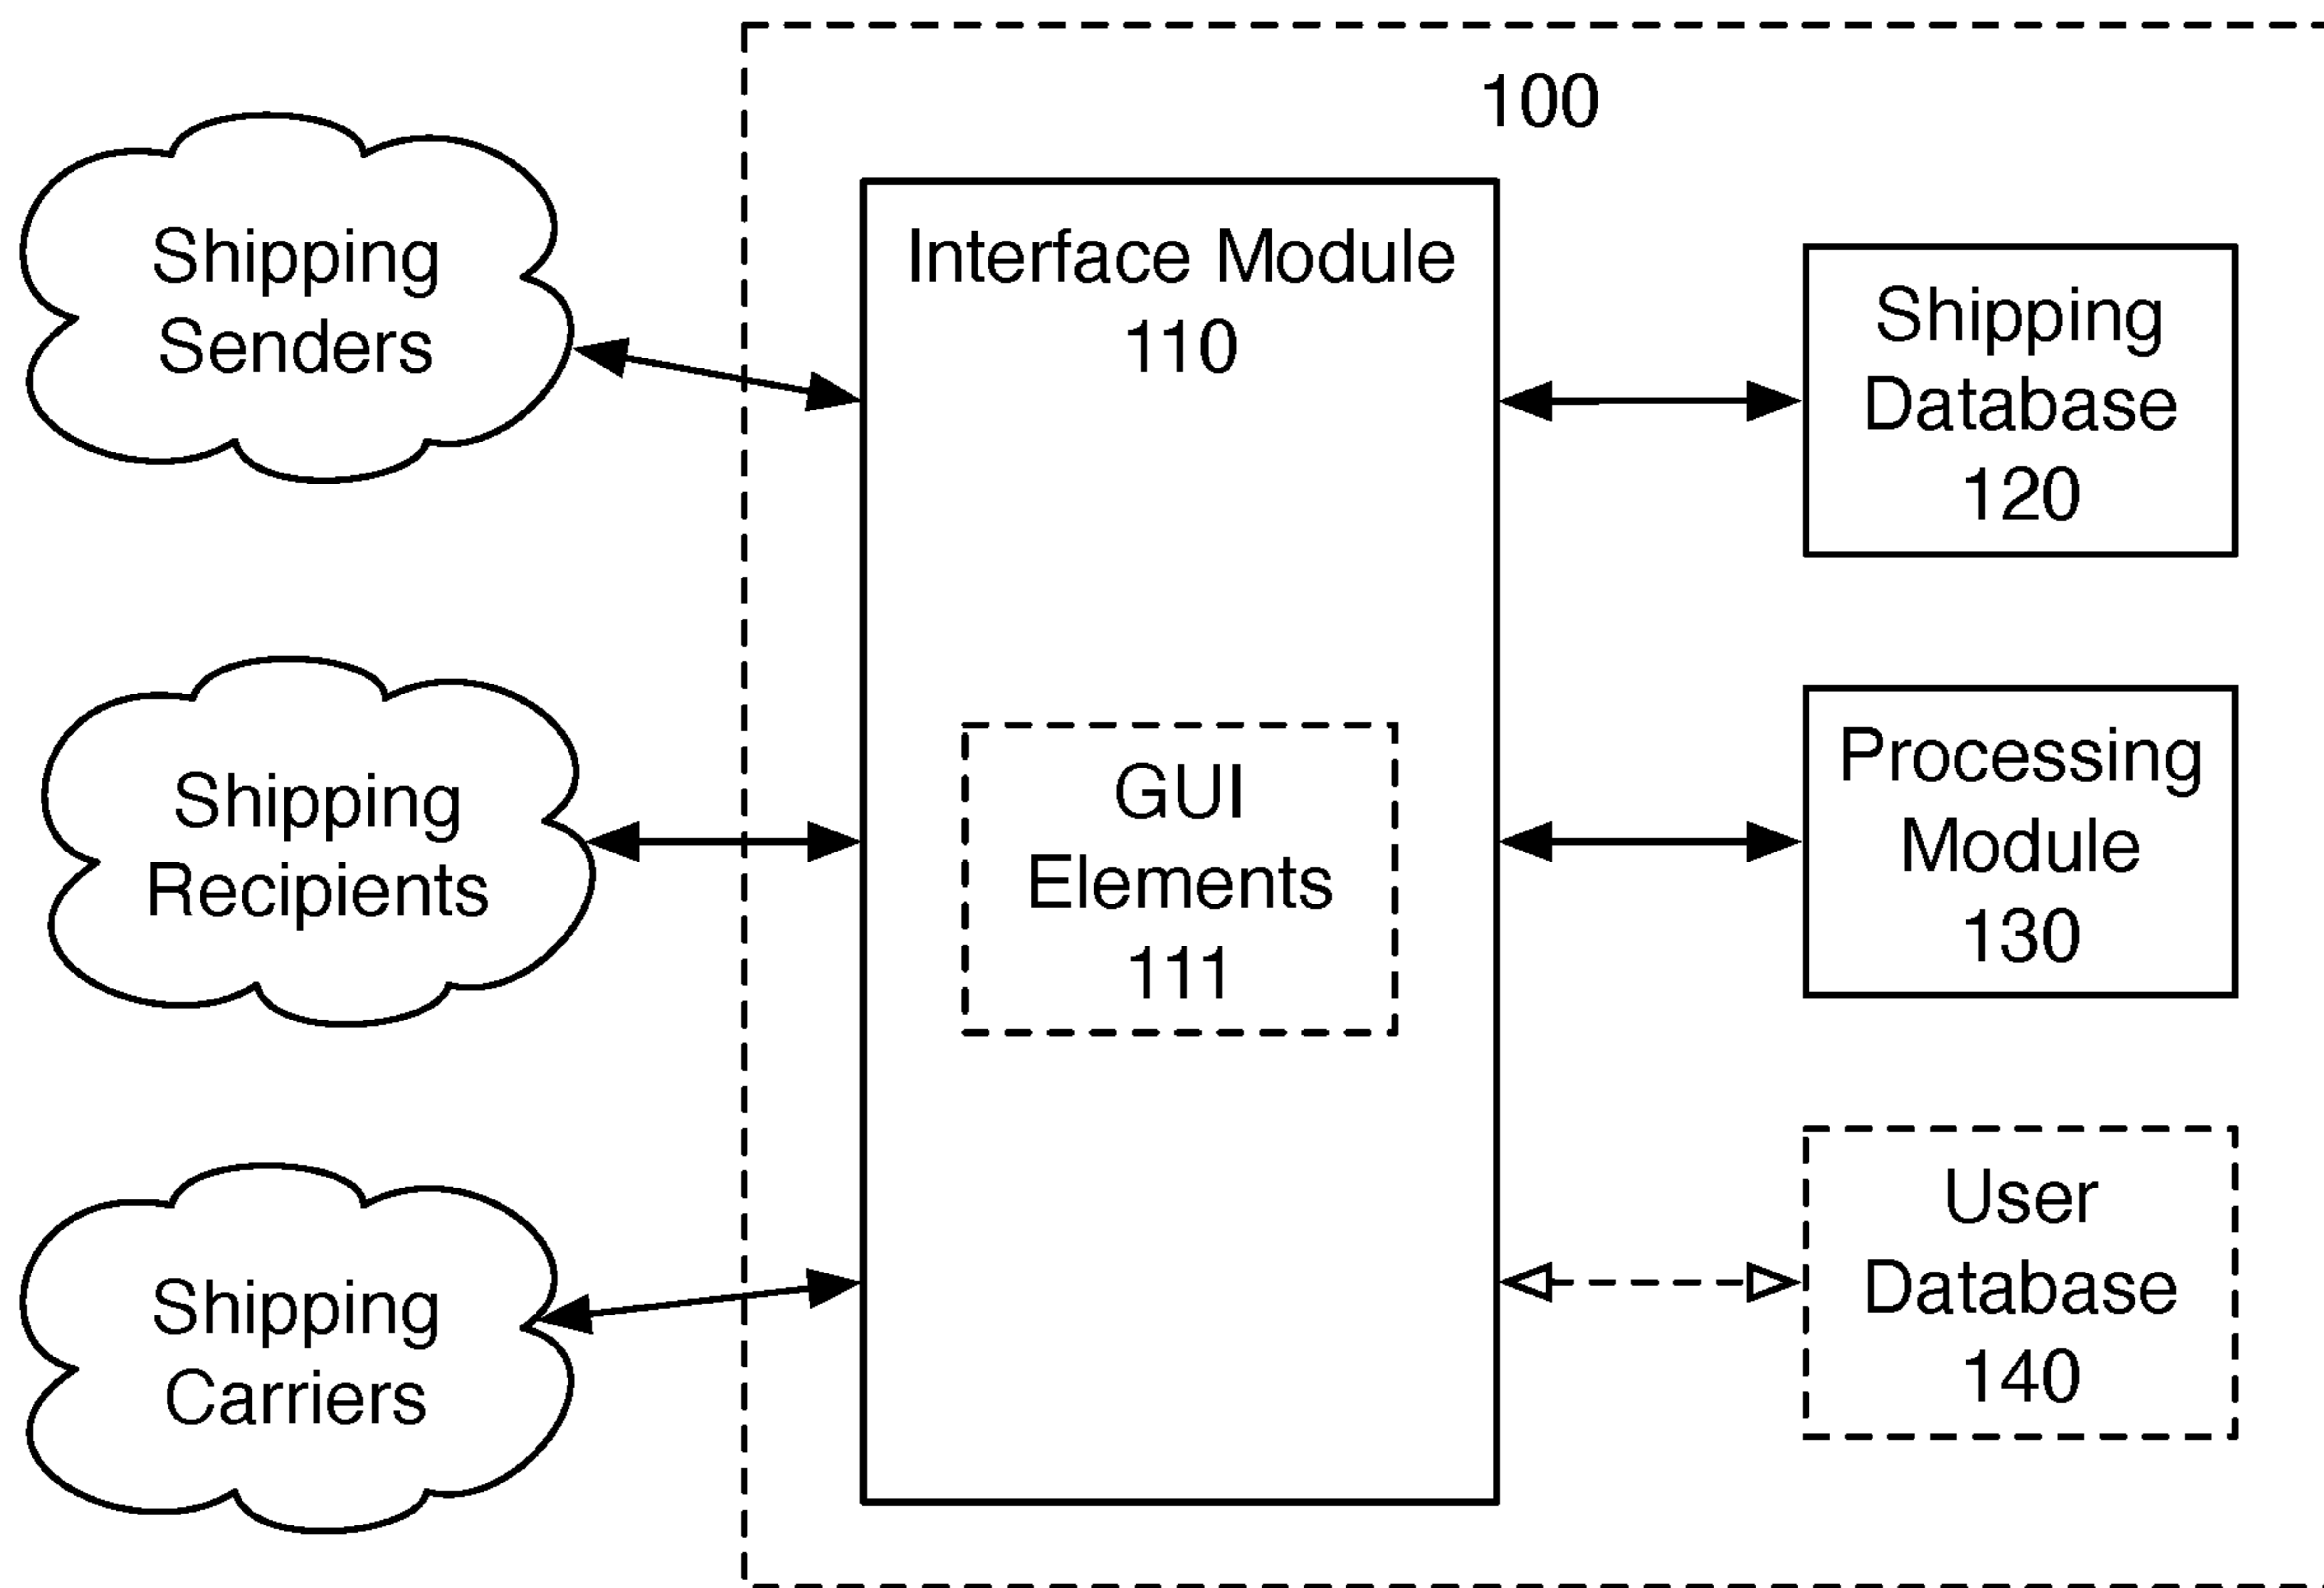 100
Shipping
Senders
Interface Module
110
Shipping
Database
120
Shipping
Recipients
GUI
Elements
111
Processing
Module
130
Shipping
Carriers
User
Database
140